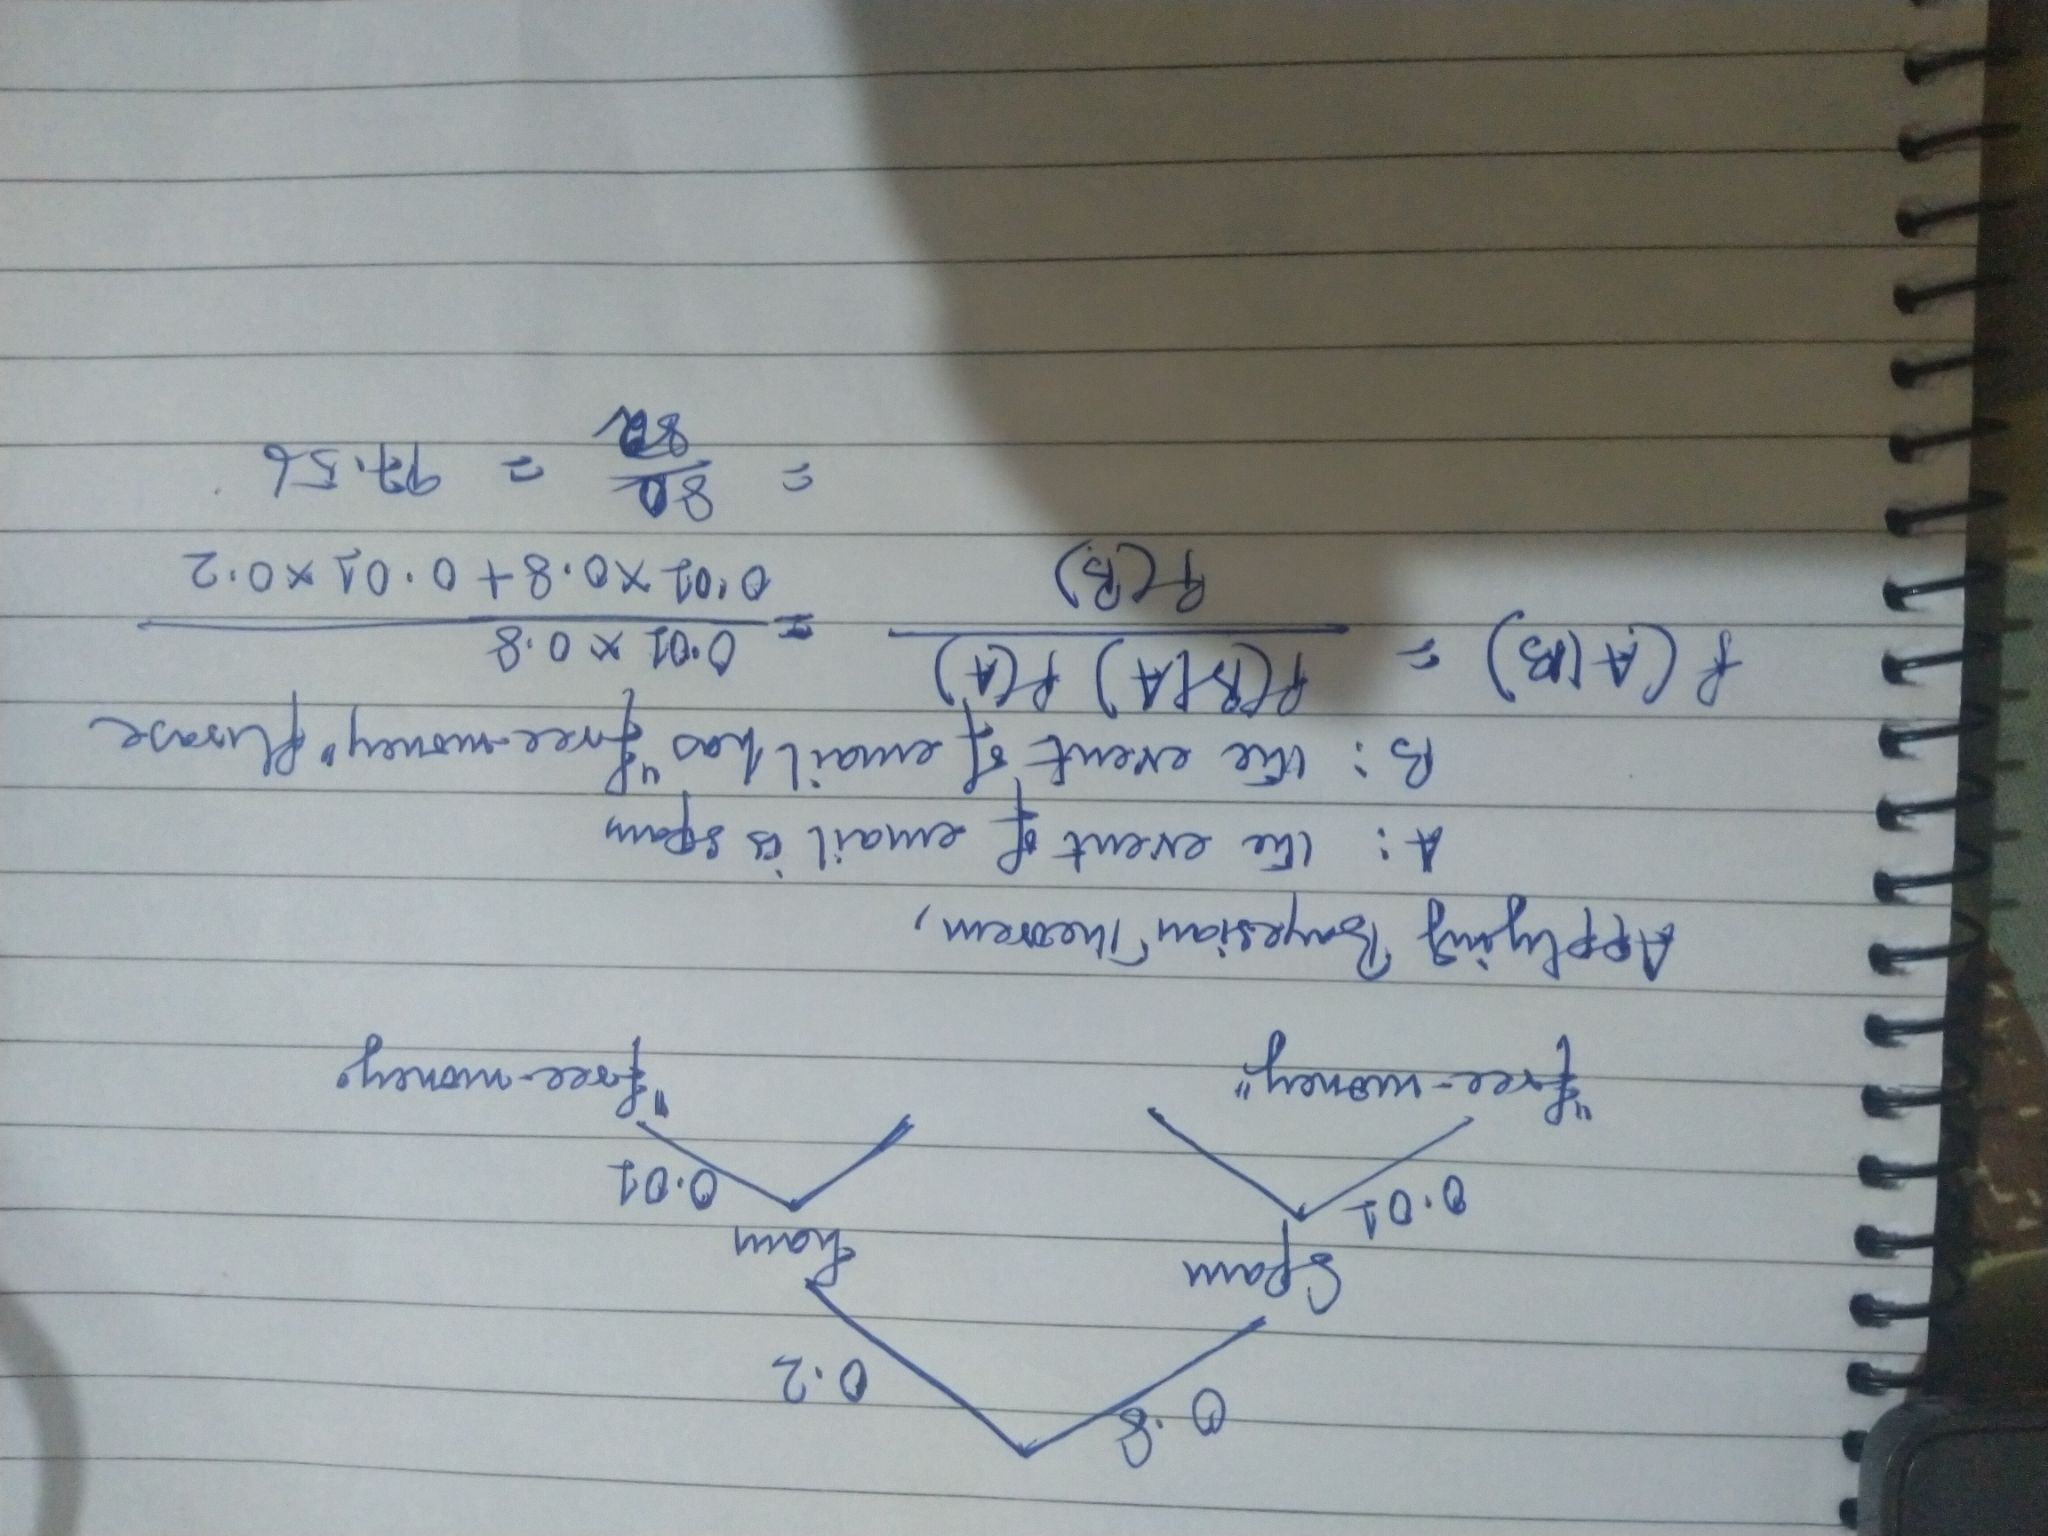 0.8 0.2
Spam ham
0.01 0.01
"free-money" "free-money"
Applying Bayesian Theorem,
A: the event of email is spam
B: the event of email has "free-money" phrase
P(A|B) = P(B|A) P(A) / P(B) = 0.01 × 0.8 / 0.01 × 0.8 + 0.01 × 0.2
= 80 / 82 = 97.56